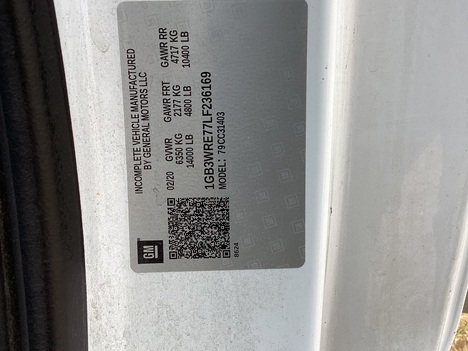 INCOMPLETE VEHICLE MANUFACTURED
BY GENERAL MOTORS LLC
02/20 GVWR GAWR FRT GAWR RR
6350 KG 2177 KG 4717 KG
14000 LB 4800 LB 10400 LB
1GB3WRE77LF236169
MODEL: 79CC31403
GM
8624